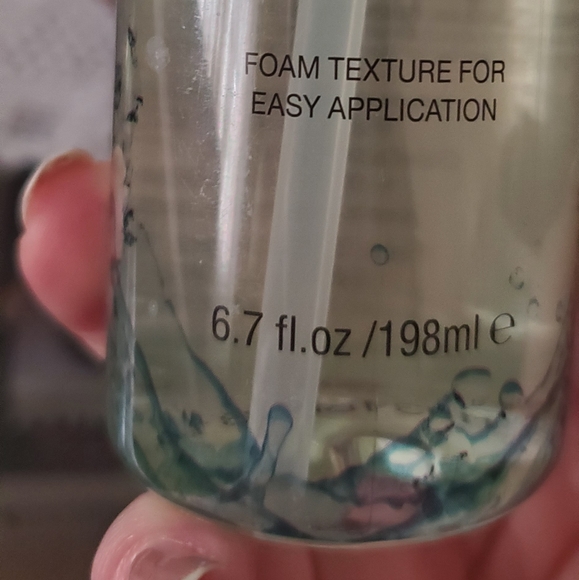 FOAM TEXTURE FOR
EASY APPLICATION
6.7 fl.oz /198ml ℮